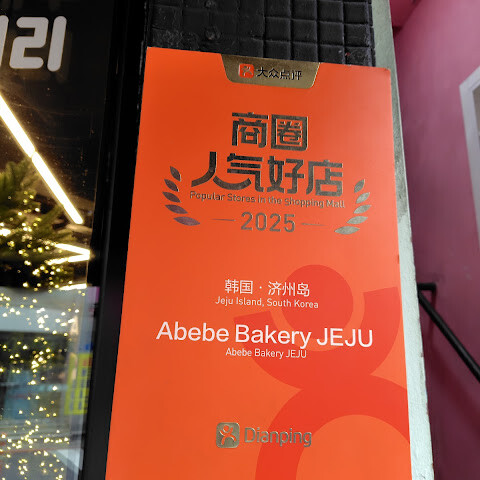 121
大众点评
商圈
人气好店
Popular Stores in the Shopping Mall
2025
韩国·济州岛
Jeju Island, South Korea
Abebe Bakery JEJU
Abebe Bakery JEJU
Dianping